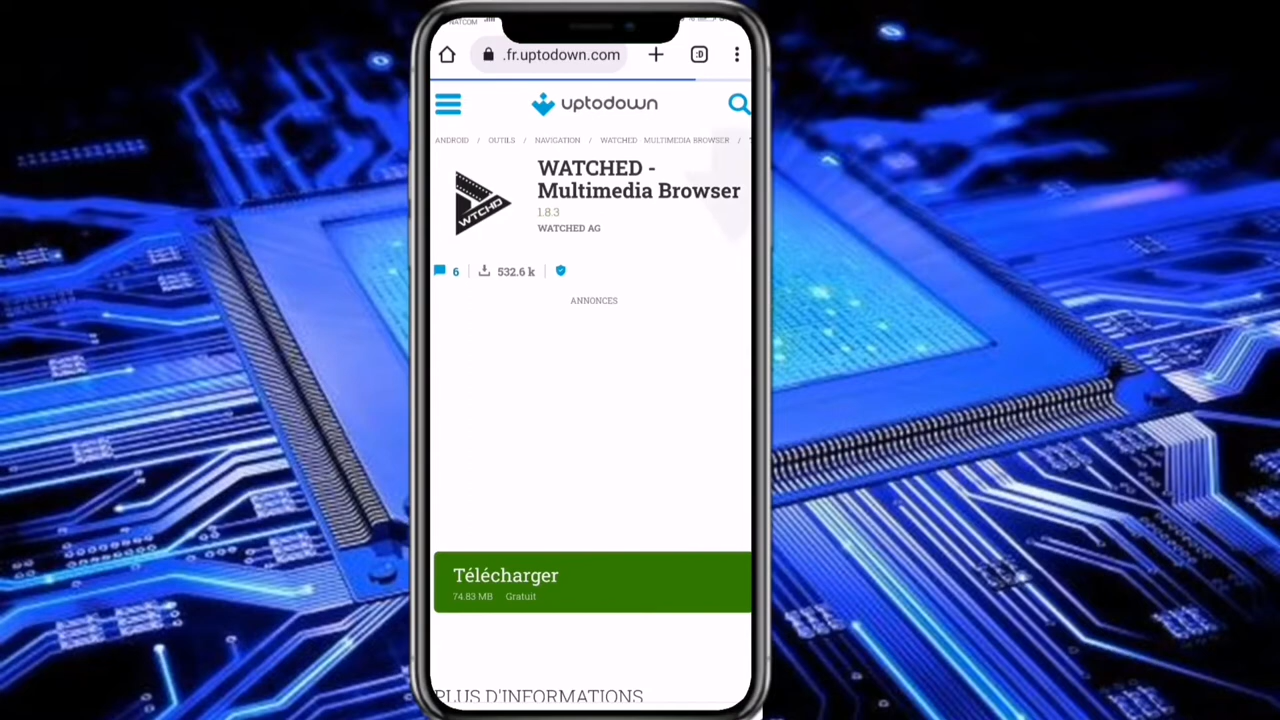 NATCOM
.fr.uptodown.com
:D
uptodown
ANDROID / OUTILS / NAVIGATION / WATCHED MULTIMEDIA BROWSER /
WTCHD
WATCHED -
Multimedia Browser
1.8.3
WATCHED AG
6
532.6 k
ANNONCES
Télécharger
74.83 MB Gratuit
PLUS D'INFORMATIONS